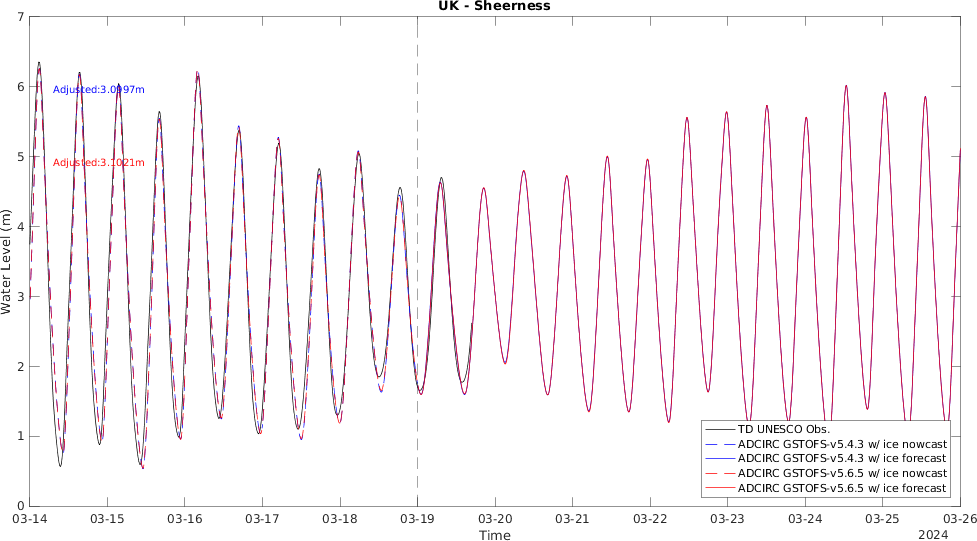 UK - Sheerness
7
6
5
4
3
2
1
0
Water Level (m)
Adjusted:3.0997m
Adjusted:3.1021m
TD UNESCO Obs.
ADCIRC GSTOFS-v5.4.3 w/ ice nowcast
ADCIRC GSTOFS-v5.4.3 w/ ice forecast
ADCIRC GSTOFS-v5.6.5 w/ ice nowcast
ADCIRC GSTOFS-v5.6.5 w/ ice forecast
03-14 03-15 03-16 03-17 03-18 03-19 03-20 03-21 03-22 03-23 03-24 03-25 03-26
Time
2024